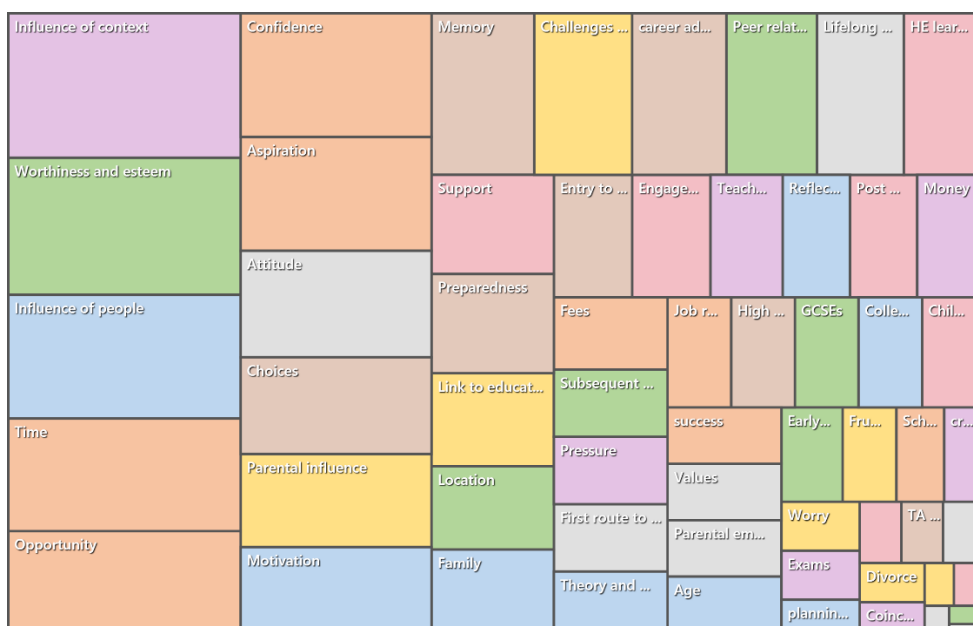 Influence of context
Worthiness and esteem
Influence of people
Time
Opportunity
Confidence
Aspiration
Attitude
Choices
Parental influence
Motivation
Memory
Challenges ...
career ad...
Peer relat...
Lifelong ...
HE lear...
Support
Preparedness
Link to educat...
Location
Family
Entry to ...
Engage...
Teach...
Reflec...
Post ...
Money
Fees
Subsequent ...
Pressure
First route to ...
Theory and ...
Job r...
High ...
GCSEs
Colle...
Chil...
success
Values
Parental em...
Age
Early...
Fru...
Sch...
cr...
Worry
Exams
plannin...
TA ...
Divorce
Coinc...